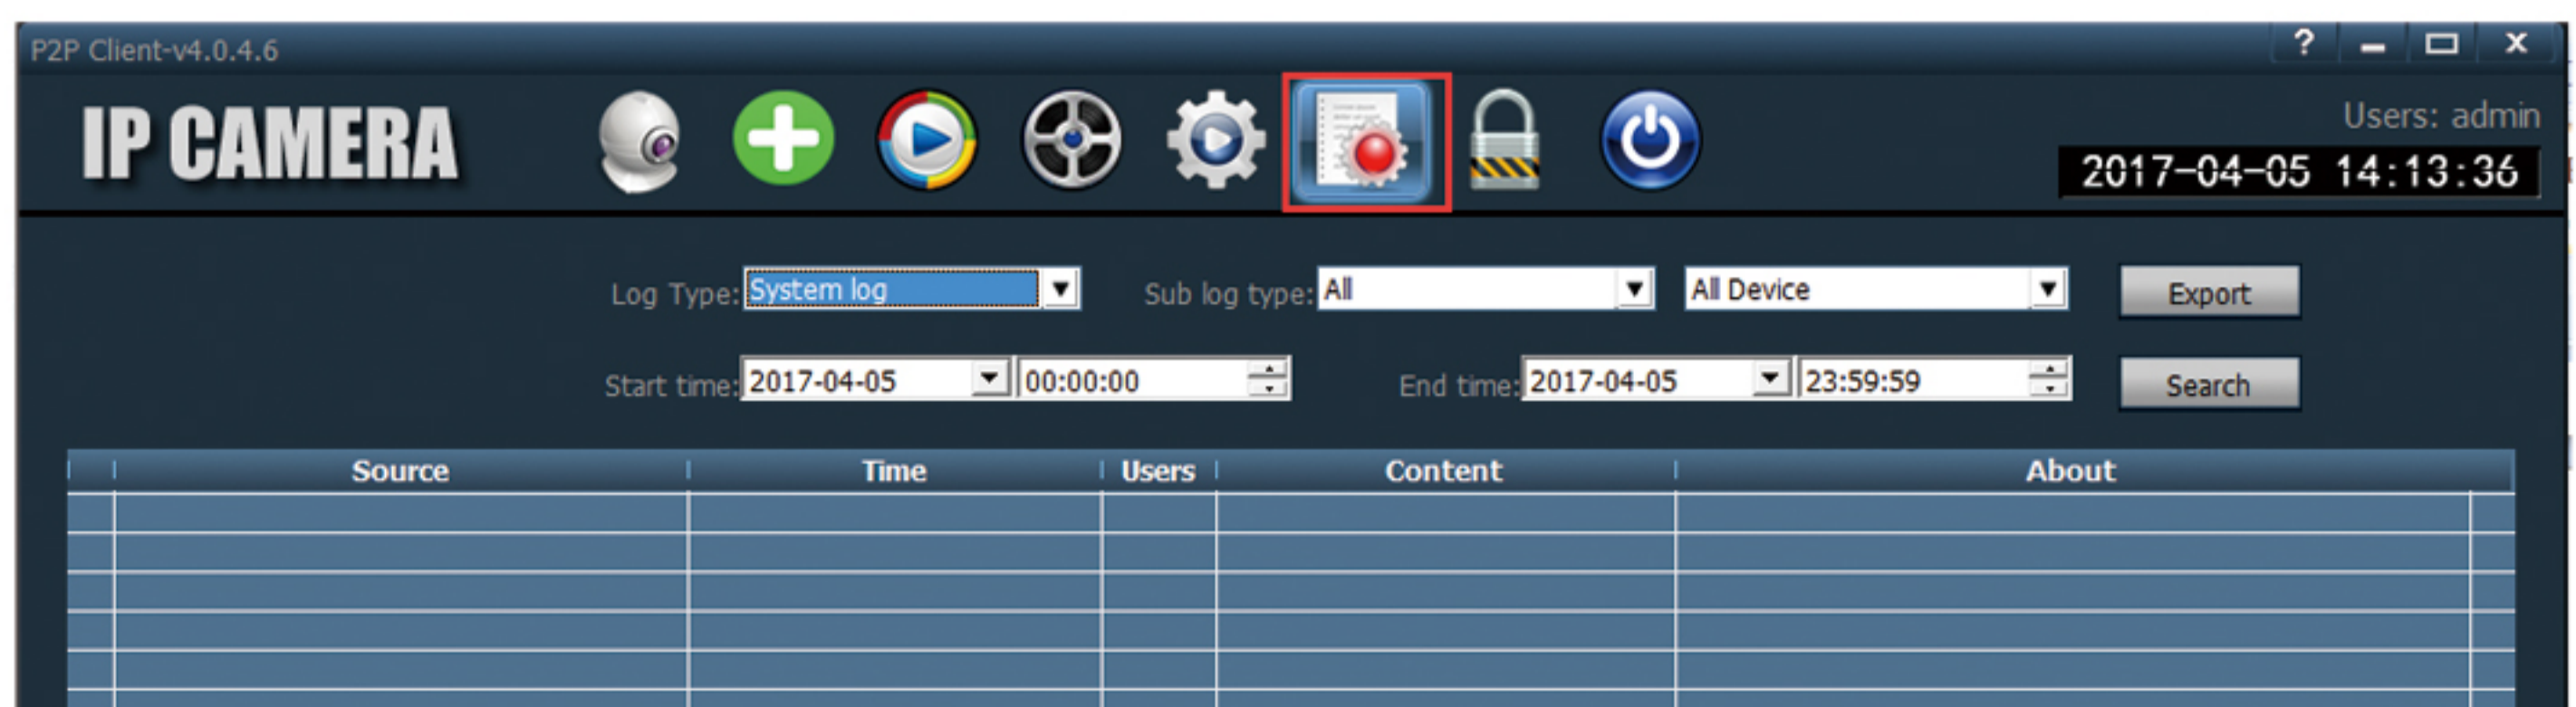 P2P Client-v4.0.4.6
? 
IP CAMERA
Users: admin
2017-04-05 14:13:36
Log Type: System log Sub log type: All All Device Export
Start time: 2017-04-05 00:00:00 End time: 2017-04-05 23:59:59 Search
Source Time Users Content About